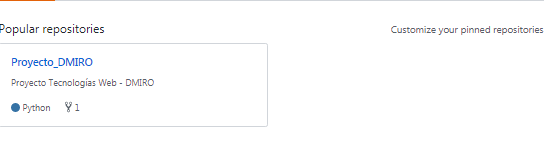 Popular repositories
Customize your pinned repositories
Proyecto_DMIRO
Proyecto Tecnologías Web - DMIRO
Python 1